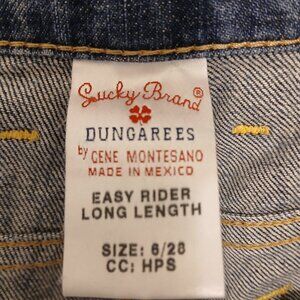 Lucky Brand®
DUNGAREES
by GENE MONTESANO
MADE IN MEXICO
EASY RIDER
LONG LENGTH
SIZE: 6/28
CC: HPS